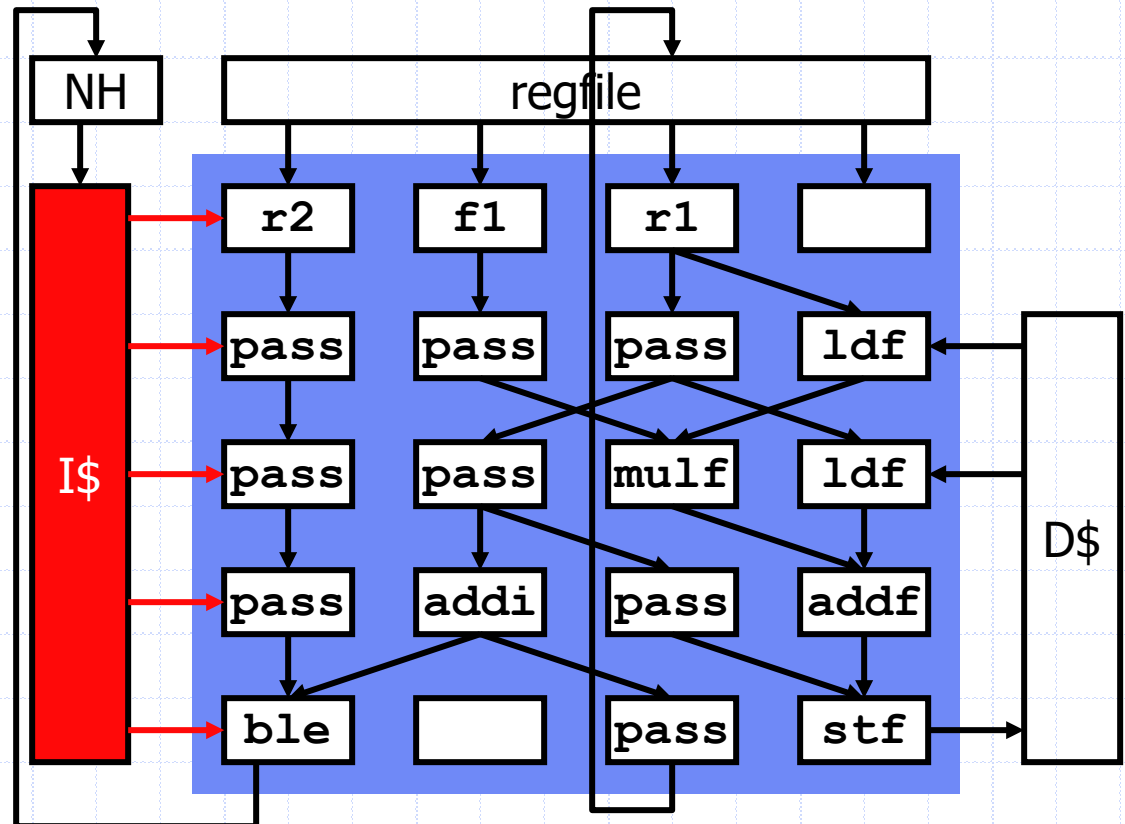 NH
regfile
r2 f1 r1
pass pass pass ldf
I$ pass pass mulf ldf
D$
pass addi pass addf
ble pass stf